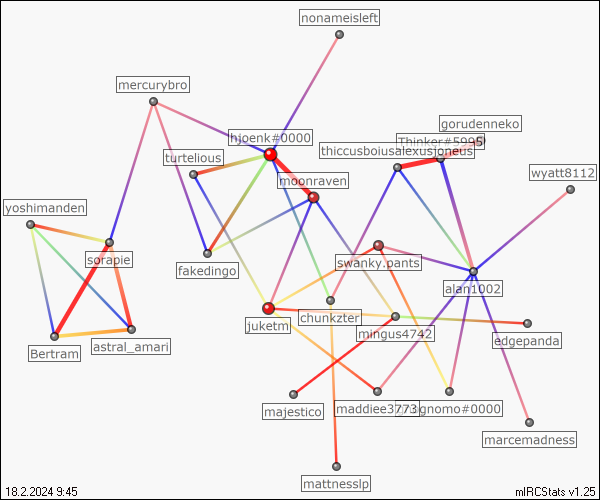 nonameisleft
mercurybro
gorudenneko
hjoenk#0000
Thinker#5995
thiccusboiusalexusjoneus
turtelious
wyatt8112
moonraven
yoshimanden
sorapie
swanky.pants
fakedingo
alan1002
chunkzter
juketm
mingus4742
edgepanda
Bertram
astral_amari
majestico
maddiee3773
gnomo#0000
marcemadness
mattnesslp
18.2.2024 9:45
mIRCStats v1.25